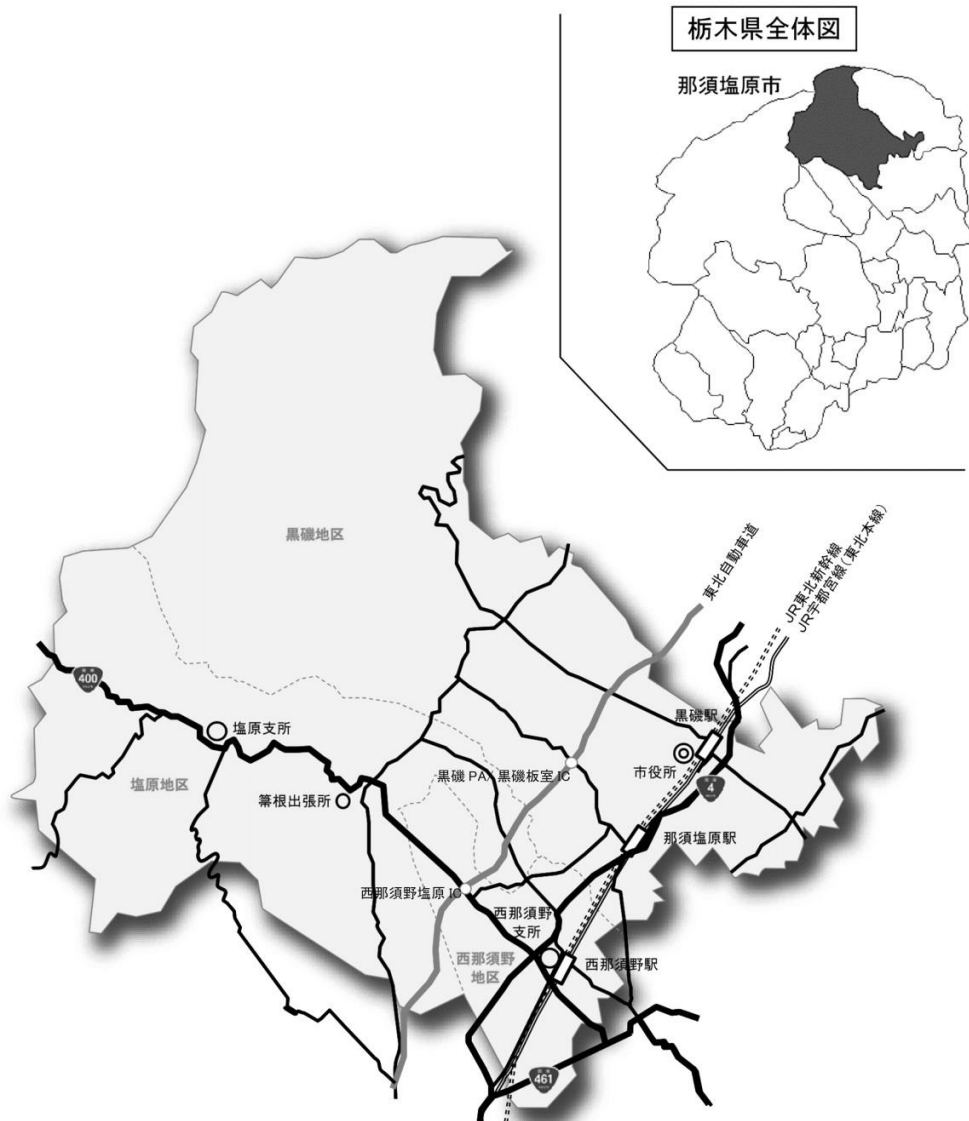 栃木県全体図
那須塩原市
黒磯地区
東北自動車道
JR東北新幹線
JR宇都宮線(東北本線)
400
塩原支所
黒磯駅
市役所
黒磯PA/黒磯板室IC
4
塩原地区
箒根出張所
那須塩原駅
西那須野塩原IC
西那須野
支所
西那須野
地区
西那須野駅
461